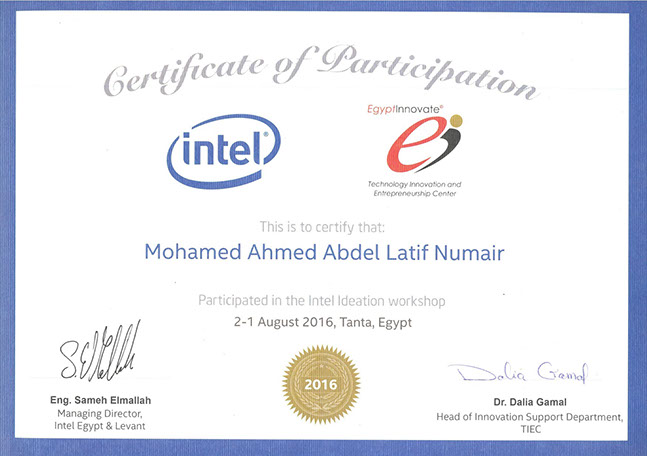 Certificate of Participation
intel®
EgyptInnovate®
ei
Technology Innovation and
Entrepreneurship Center
This is to certify that:
Mohamed Ahmed Abdel Latif Numair
Participated in the Intel Ideation workshop
2-1 August 2016, Tanta, Egypt
S.Elmallah
2016
Dalia Gamal
Eng. Sameh Elmallah
Managing Director,
Intel Egypt & Levant
Dr. Dalia Gamal
Head of Innovation Support Department,
TIEC